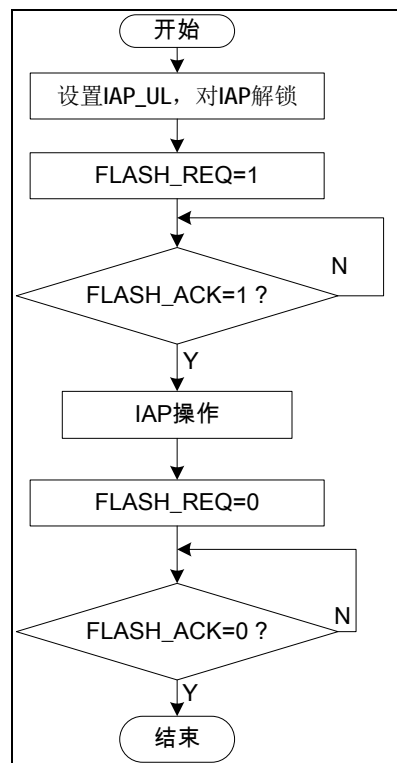 开始
设置IAP_UL，对IAP解锁
FLASH_REQ=1
N
FLASH_ACK=1 ?
Y
IAP操作
FLASH_REQ=0
N
FLASH_ACK=0 ?
Y
结束